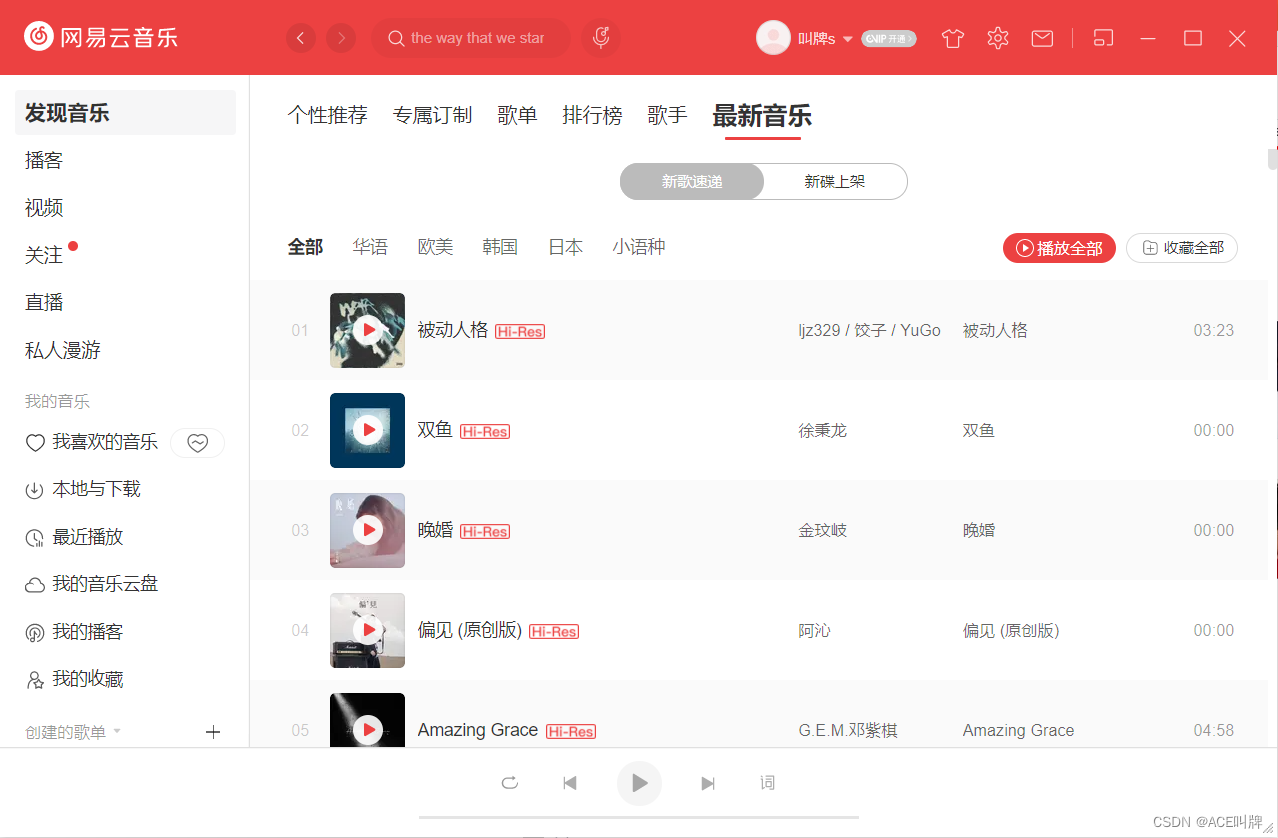 网易云音乐
the way that we star
叫牌s
VIP开通
发现音乐
播客
视频
关注
直播
私人漫游
我的音乐
我喜欢的音乐
本地与下载
最近播放
我的音乐云盘
我的播客
我的收藏
创建的歌单
个性推荐 专属订制 歌单 排行榜 歌手 最新音乐
新歌速递 新碟上架
全部 华语 欧美 韩国 日本 小语种
播放全部 收藏全部
01 被动人格 Hi-Res ljz329 / 饺子 / YuGo 被动人格 03:23
02 双鱼 Hi-Res 徐秉龙 双鱼 00:00
03 晚婚 Hi-Res 金玟岐 晚婚 00:00
04 偏见 (原创版) Hi-Res 阿沁 偏见 (原创版) 00:00
05 Amazing Grace Hi-Res G.E.M.邓紫棋 Amazing Grace 04:58
词
CSDN @ACE叫牌